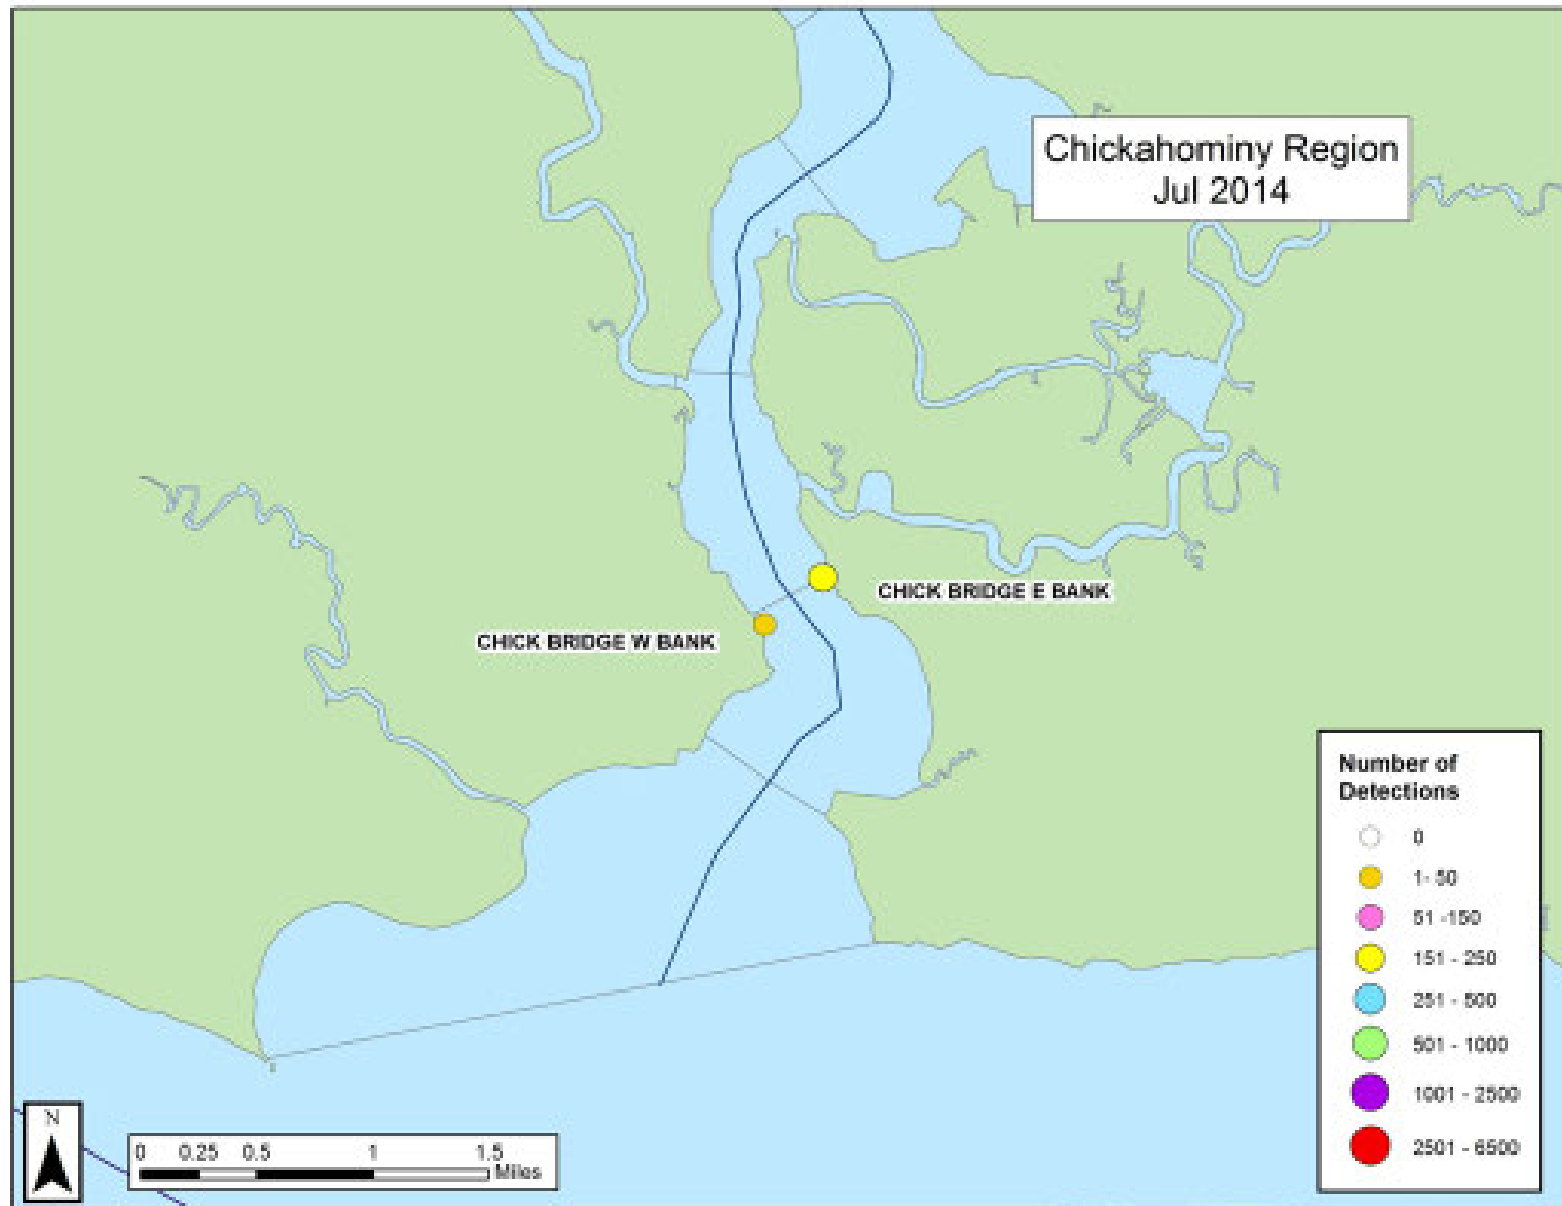 Chickahominy Region
Jul 2014
CHICK BRIDGE E BANK
CHICK BRIDGE W BANK
Number of
Detections
0
1- 50
51 -150
151 - 250
251 - 500
501 - 1000
1001 - 2500
2501 - 6500
N
0 0.25 0.5 1 1.5
Miles